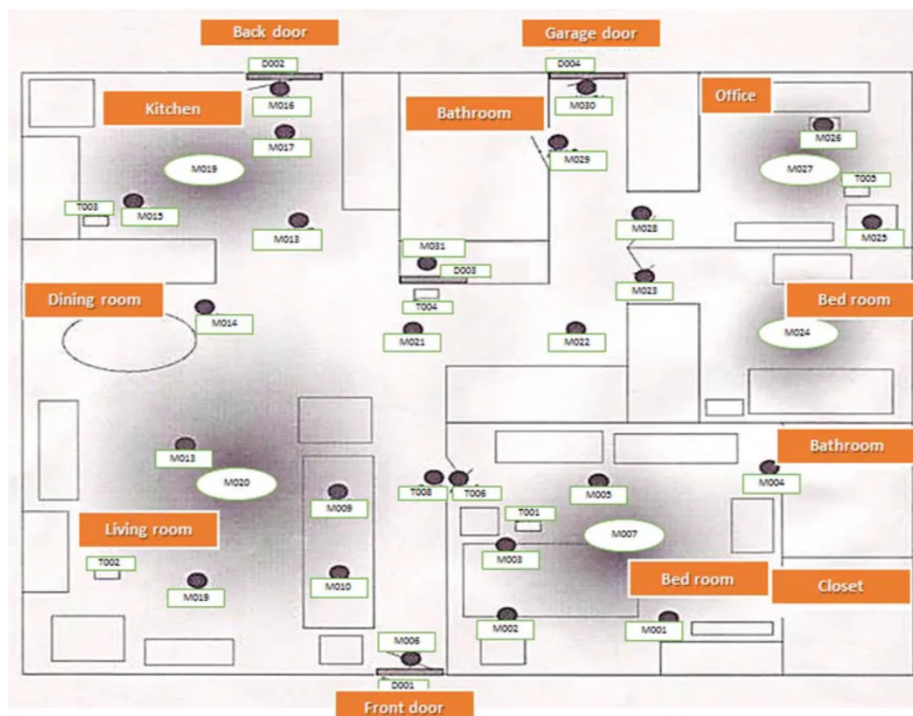 Back door
Garage door
D002
D004
Kitchen
M016
Bathroom
M030
Office
M017
M026
M029
M019
M027
T005
T003
M015
M013
M028
M025
M031
D003
M023
Dining room
T004
Bed room
M014
M021
M022
M024
M013
Bathroom
M020
T008
T006
M005
M004
M009
T001
Living room
M007
M003
T002
M019
M010
Bed room
Closet
M002
M001
M006
D001
Front door